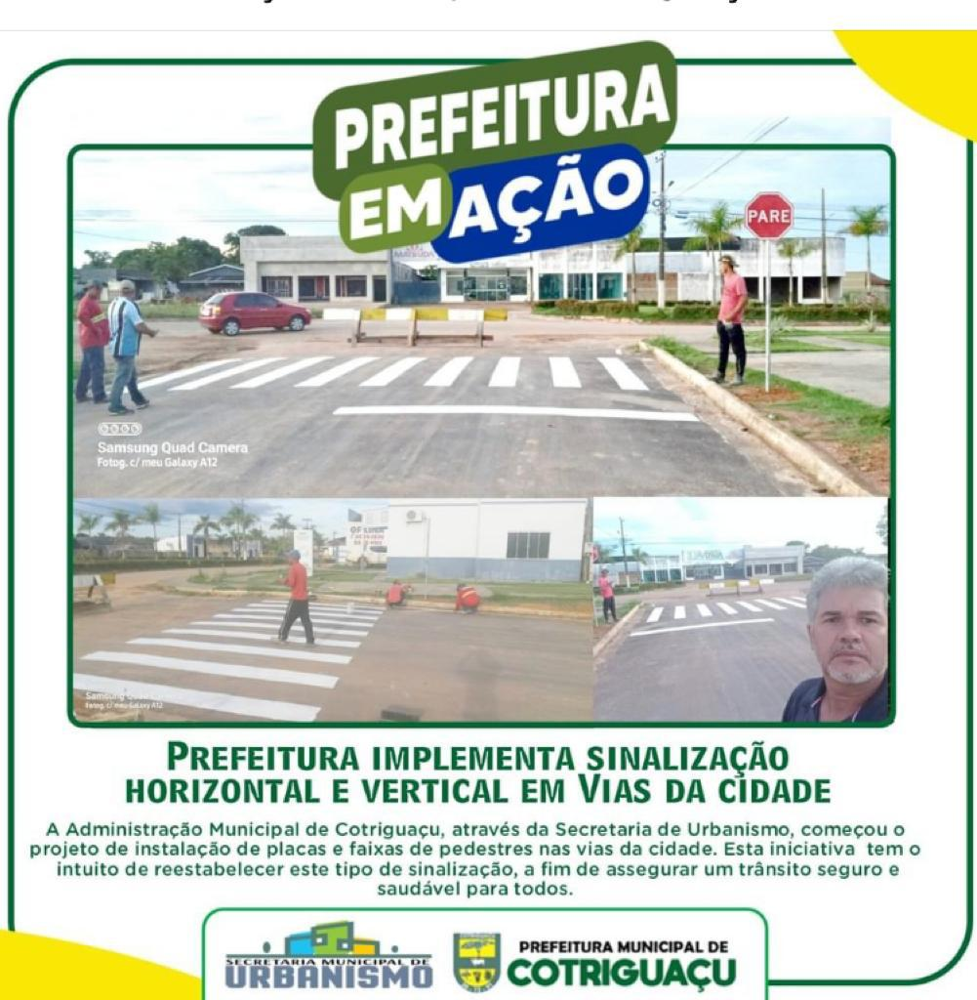 PREFEITURA
EM AÇÃO
PARE
Samsung Quad Camera
Fotog. c/ meu Galaxy A12
Samsung Quad Camera
Fotog. c/ meu Galaxy A12
PREFEITURA IMPLEMENTA SINALIZAÇÃO
HORIZONTAL E VERTICAL EM VIAS DA CIDADE
A Administração Municipal de Cotriguaçu, através da Secretaria de Urbanismo, começou o
projeto de instalação de placas e faixas de pedestres nas vias da cidade. Esta iniciativa tem o
intuito de reestabelecer este tipo de sinalização, a fim de assegurar um trânsito seguro e
saudável para todos.
SECRETARIA MUNICIPAL DE
URBANISMO
PREFEITURA MUNICIPAL DE
COTRIGUAÇU